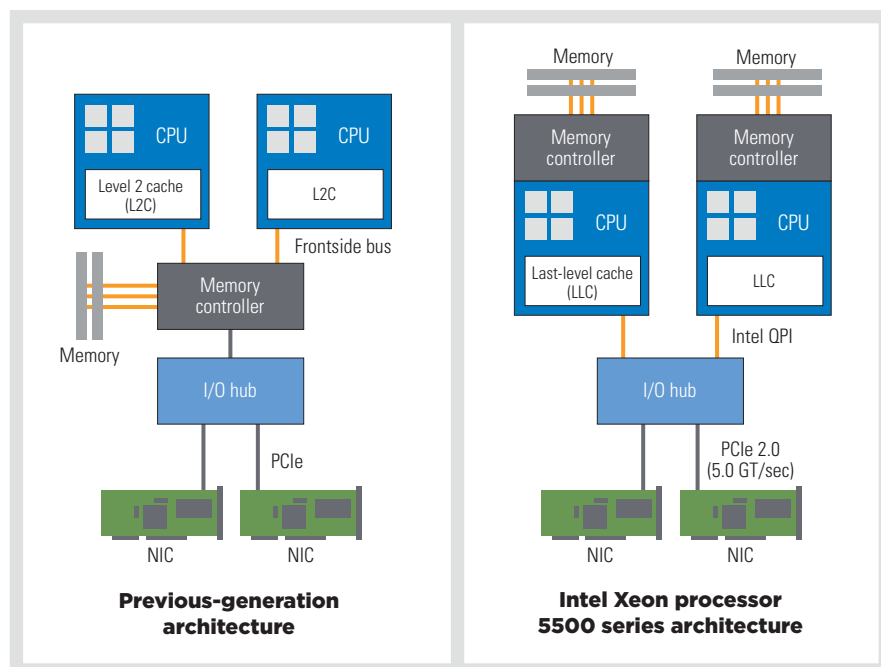 CPU
CPU
Level 2 cache
(L2C)
L2C
Frontside bus
Memory
controller
Memory
I/O hub
PCIe
NIC
NIC
Previous-generation
architecture
Memory
Memory
Memory
controller
Memory
controller
CPU
CPU
Last-level cache
(LLC)
LLC
Intel QPI
I/O hub
PCIe 2.0
(5.0 GT/sec)
NIC
NIC
Intel Xeon processor
5500 series architecture